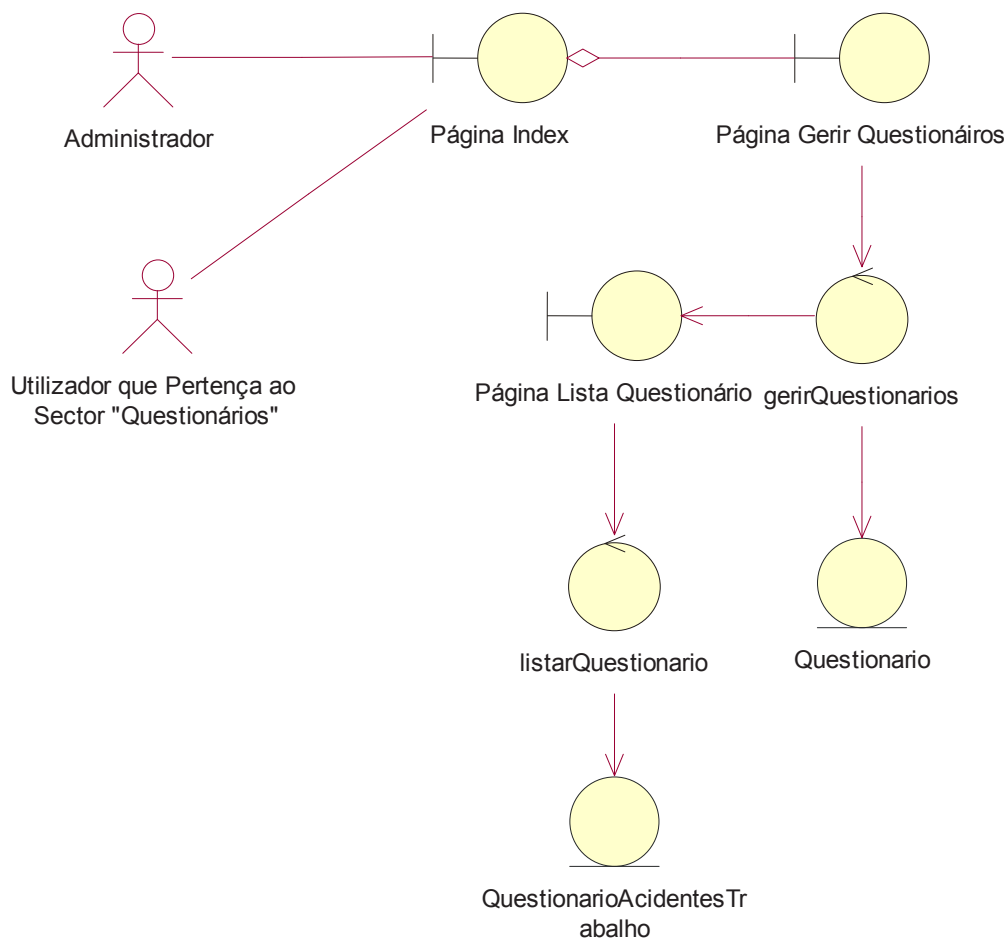 Administrador
Página Index
Página Gerir Questionáiros
Utilizador que Pertença ao
Sector "Questionários"
Página Lista Questionário
gerirQuestionarios
listarQuestionario
Questionario
QuestionarioAcidentesTr
abalho